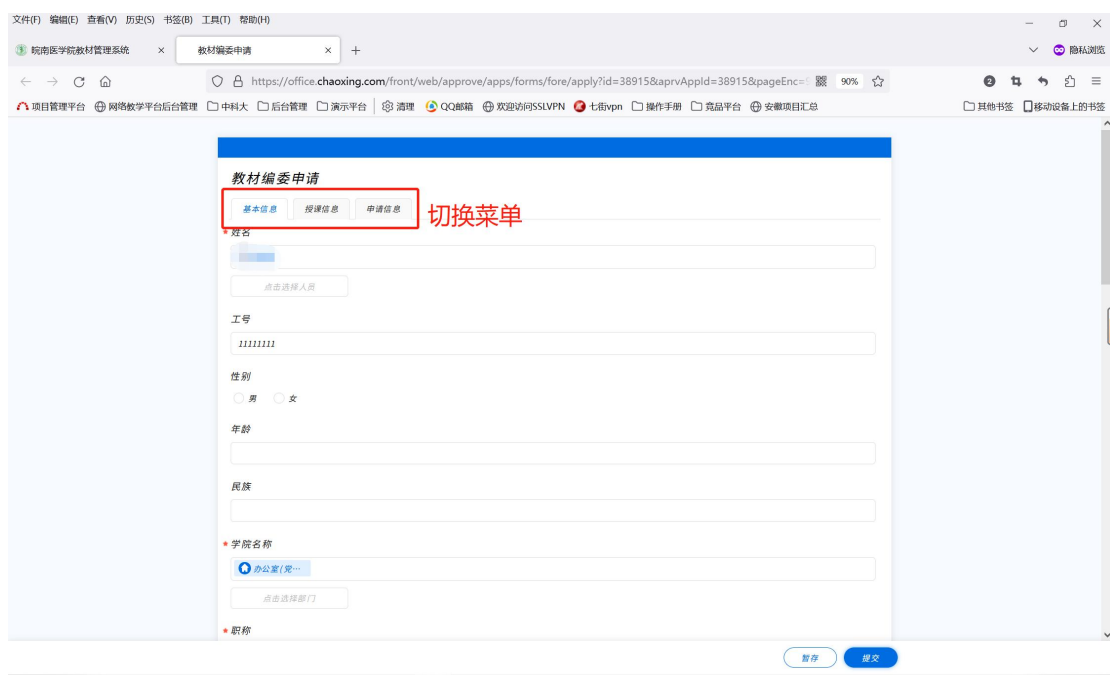 文件(F) 编辑(E) 查看(V) 历史(S) 书签(B) 工具(T) 帮助(H)
皖南医学院教材管理系统 × 教材编委申请 × + 隐私浏览
https://office.chaoxing.com/front/web/approve/apps/forms/fore/apply?id=38915&aprvAppId=38915&pageEnc= 90% 2
项目管理平台 网络教学平台后台管理 中科大 后台管理 演示平台 清理 QQ邮箱 欢迎访问SSLVPN 七街vpn 操作手册 竞品平台 安徽项目汇总 其他书签 移动设备上的书签
教材编委申请
基本信息 授课信息 申请信息 切换菜单
* 姓名
点击选择人员
工号
11111111
性别
男 女
年龄
民族
* 学院名称
办公室(党…
点击选择部门
* 职称
暂存 提交